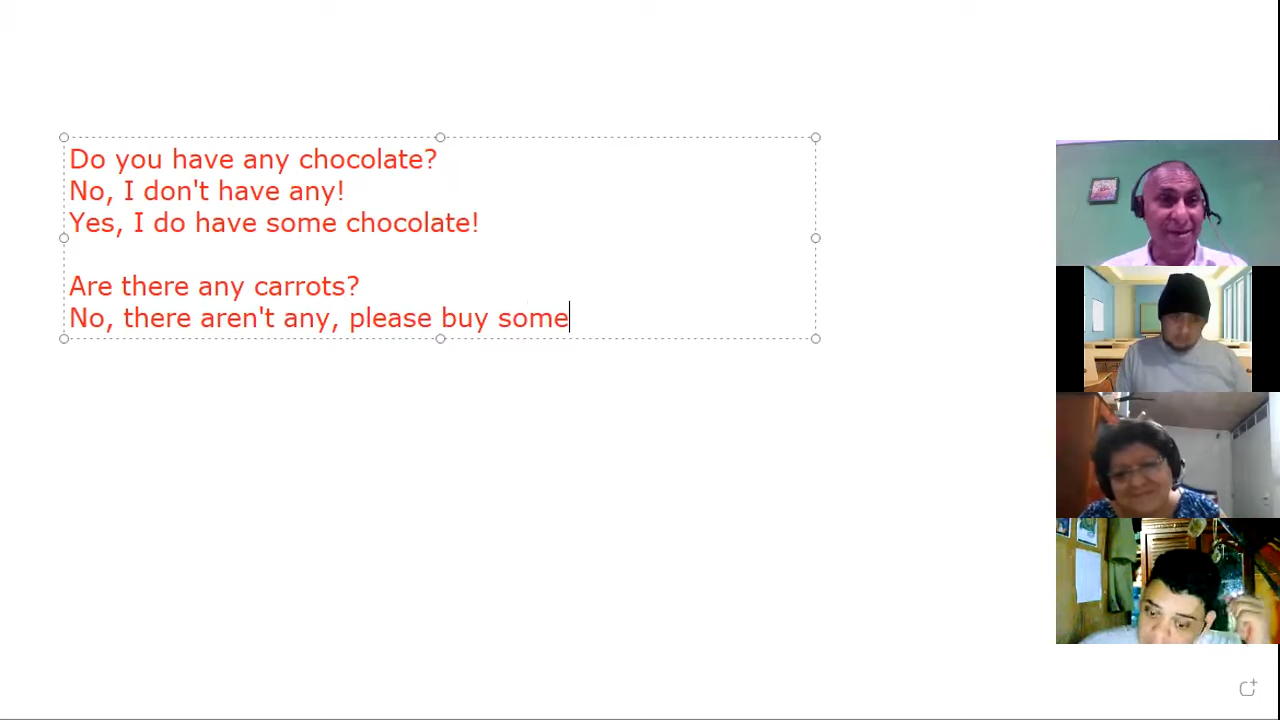 Do you have any chocolate?
No, I don't have any!
Yes, I do have some chocolate!
Are there any carrots?
No, there aren't any, please buy some